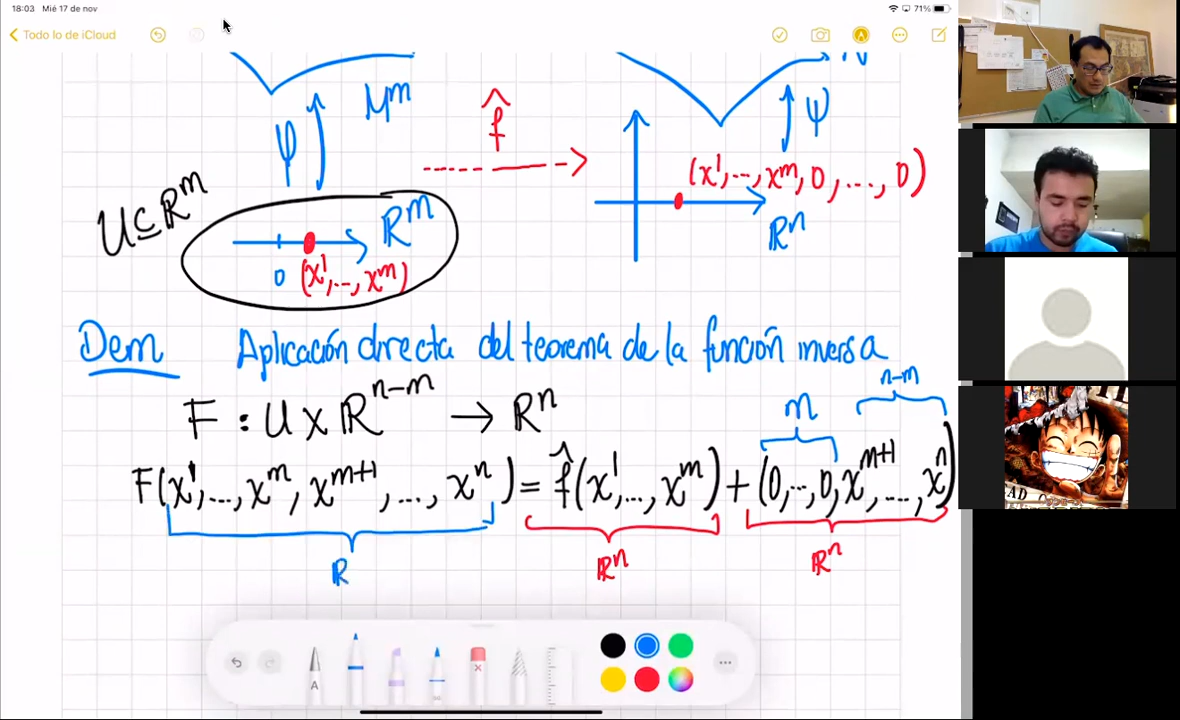 18:03 Mié 17 de nov
71%
Todo lo de iCloud
M^m
f̂
φ
ψ
U ⊆ ℝ^m
ℝ^m
0 (x^1, .., x^m)
(x^1, .., x^m, 0, ..., 0)
ℝ^n
Dem Aplicación directa del teorema de la función inversa
F : U × ℝ^{n-m} → ℝ^n
m
n-m
F(x^1, ..., x^m, x^{m+1}, ..., x^n) = f̂(x^1, ..., x^m) + (0, .., 0, x^{m+1}, ..., x^n)
ℝ
ℝ^n
ℝ^n
A
AD